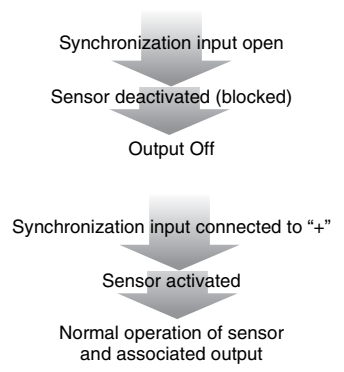 Synchronization input open
Sensor deactivated (blocked)
Output Off
Synchronization input connected to “+”
Sensor activated
Normal operation of sensor
and associated output